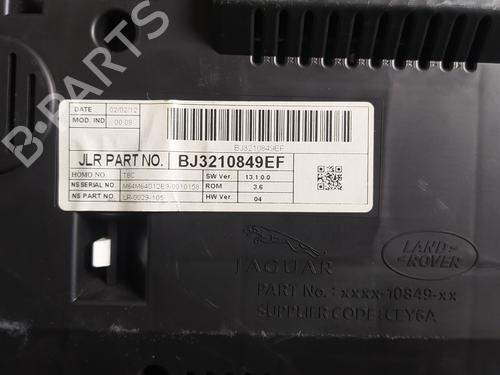 B-PARTS
DATE 02/02/12
MOD. IND 00 09
BJ3210849EF
JLR PART NO. BJ3210849EF
HOMO NO. TBC SW Ver. 13.1.0.0
NS SERIAL NO. M64M64012E9-0010158 ROM 3.6
NS PART NO. LR-0029-105 HW Ver. 04
JAGUAR
LAND ROVER
PART No.: xxxx-10849-xx
SUPPLIER CODE: CEY6A